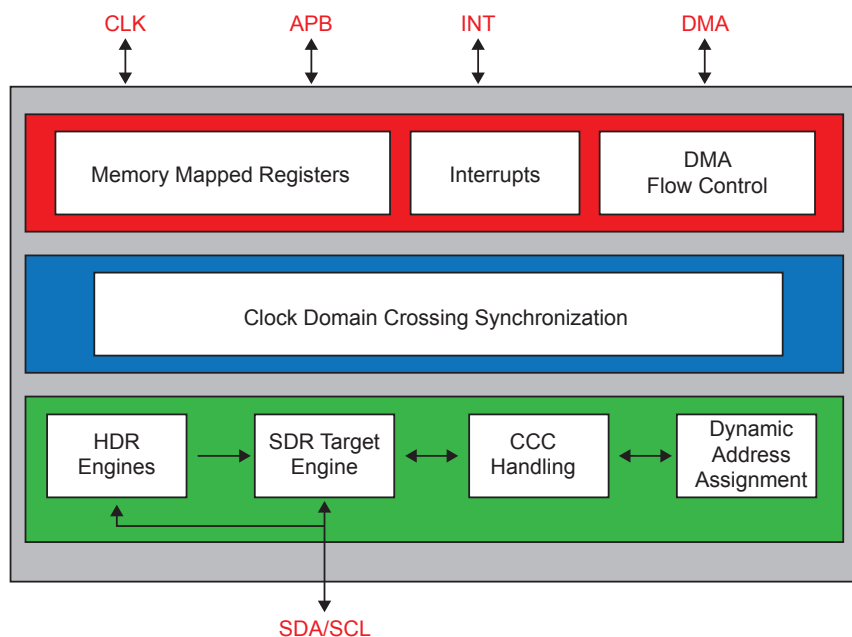 CLK
APB
INT
DMA
Memory Mapped Registers
Interrupts
DMA
Flow Control
Clock Domain Crossing Synchronization
HDR
Engines
SDR Target
Engine
CCC
Handling
Dynamic
Address
Assignment
SDA/SCL